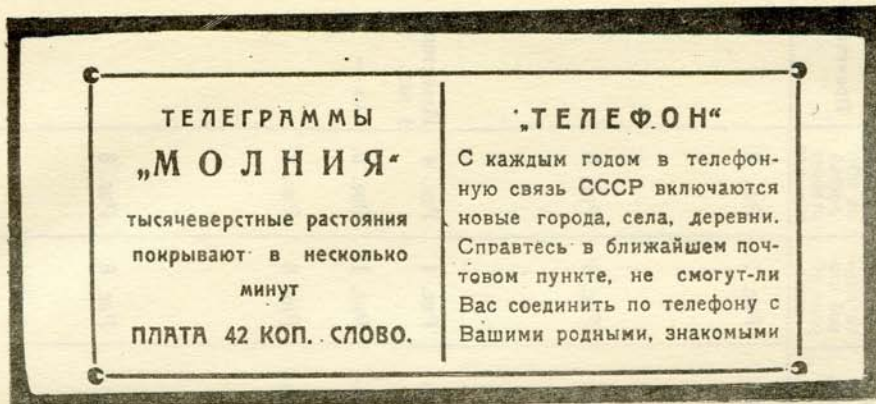 ТЕЛЕГРАММЫ
„МОЛНИЯ“
тысячеверстные растояния
покрывают в несколько
минут
ПЛАТА 42 КОП. СЛОВО.
„ТЕЛЕФОН“
С каждым годом в телефон-
ную связь СССР включаются
новые города, села, деревни.
Справтесь в ближайшем поч-
товом пункте, не смогут-ли
Вас соединить по телефону с
Вашими родными, знакомыми